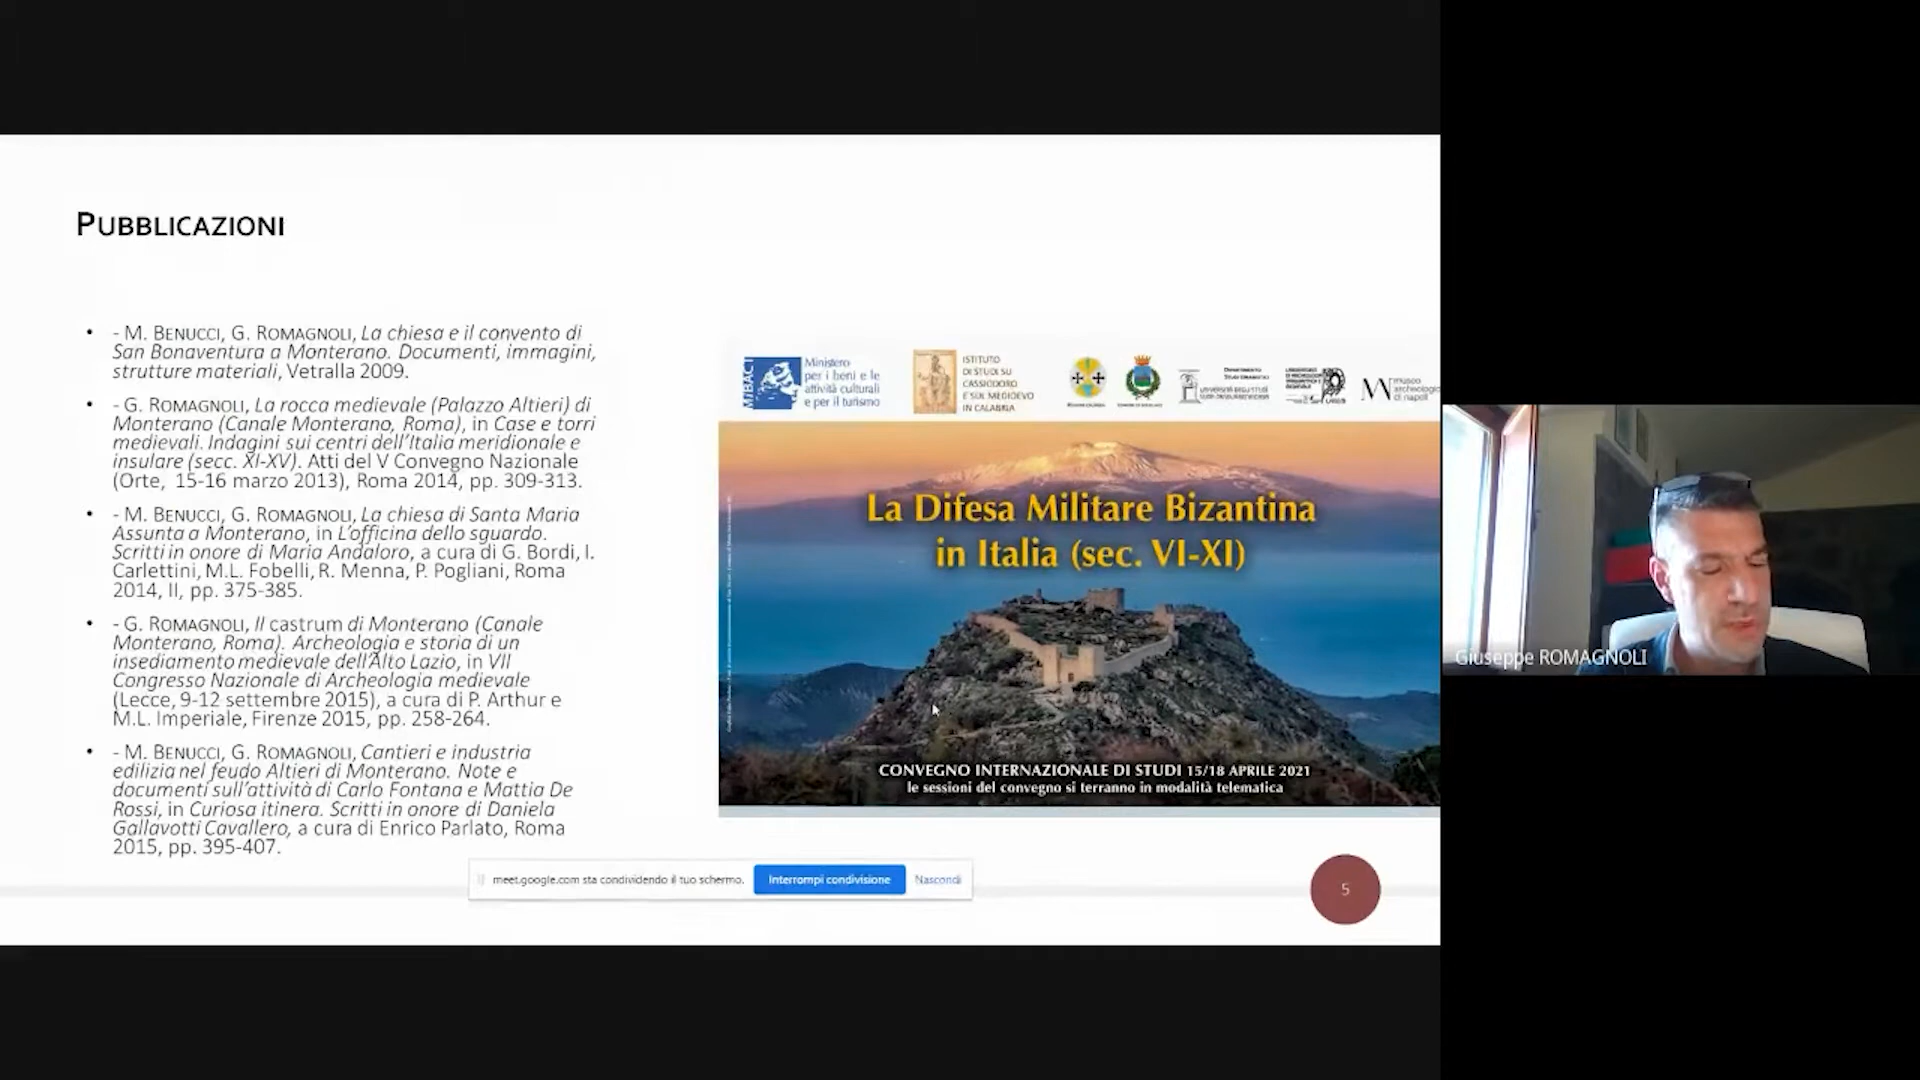 PUBBLICAZIONI
• - M. BENUCCI, G. ROMAGNOLI, La chiesa e il convento di
San Bonaventura a Monterano. Documenti, immagini,
strutture materiali, Vetralla 2009.
• - G. ROMAGNOLI, La rocca medievale (Palazzo Altieri) di
Monterano (Canale Monterano, Roma), in Case e torri
medievali. Indagini sui centri dell'Italia meridionale e
insulare (secc. XI-XV). Atti del V Convegno Nazionale
(Orte, 15-16 marzo 2013), Roma 2014, pp. 309-313.
• - M. BENUCCI, G. ROMAGNOLI, La chiesa di Santa Maria
Assunta a Monterano, in L'officina dello sguardo.
Scritti in onore di Maria Andaloro, a cura di G. Bordi, I.
Carlettini, M.L. Fobelli, R. Menna, P. Pogliani, Roma
2014, II, pp. 375-385.
• - G. ROMAGNOLI, Il castrum di Monterano (Canale
Monterano, Roma). Archeologia e storia di un
insediamento medievale dell'Alto Lazio, in VII
Congresso Nazionale di Archeologia medievale
(Lecce, 9-12 settembre 2015), a cura di P. Arthur e
M.L. Imperiale, Firenze 2015, pp. 258-264.
• - M. BENUCCI, G. ROMAGNOLI, Cantieri e industria
edilizia nel feudo Altieri di Monterano. Note e
documenti sull'attività di Carlo Fontana e Mattia De
Rossi, in Curiosa itinera. Scritti in onore di Daniela
Gallavotti Cavallero, a cura di Enrico Parlato, Roma
2015, pp. 395-407.
MiBACT
Ministero
per i beni e le
attività culturali
e per il turismo
ISTITUTO
DI STUDI SU
CASSIODORO
E SUL MEDIOEVO
IN CALABRIA
museo
archeologico
di napoli
La Difesa Militare Bizantina
in Italia (sec. VI-XI)
CONVEGNO INTERNAZIONALE DI STUDI 15/18 APRILE 2021
le sessioni del convegno si terranno in modalità telematica
meet.google.com sta condividendo il tuo schermo.
Interrompi condivisione
Nascondi
5
Giuseppe ROMAGNOLI